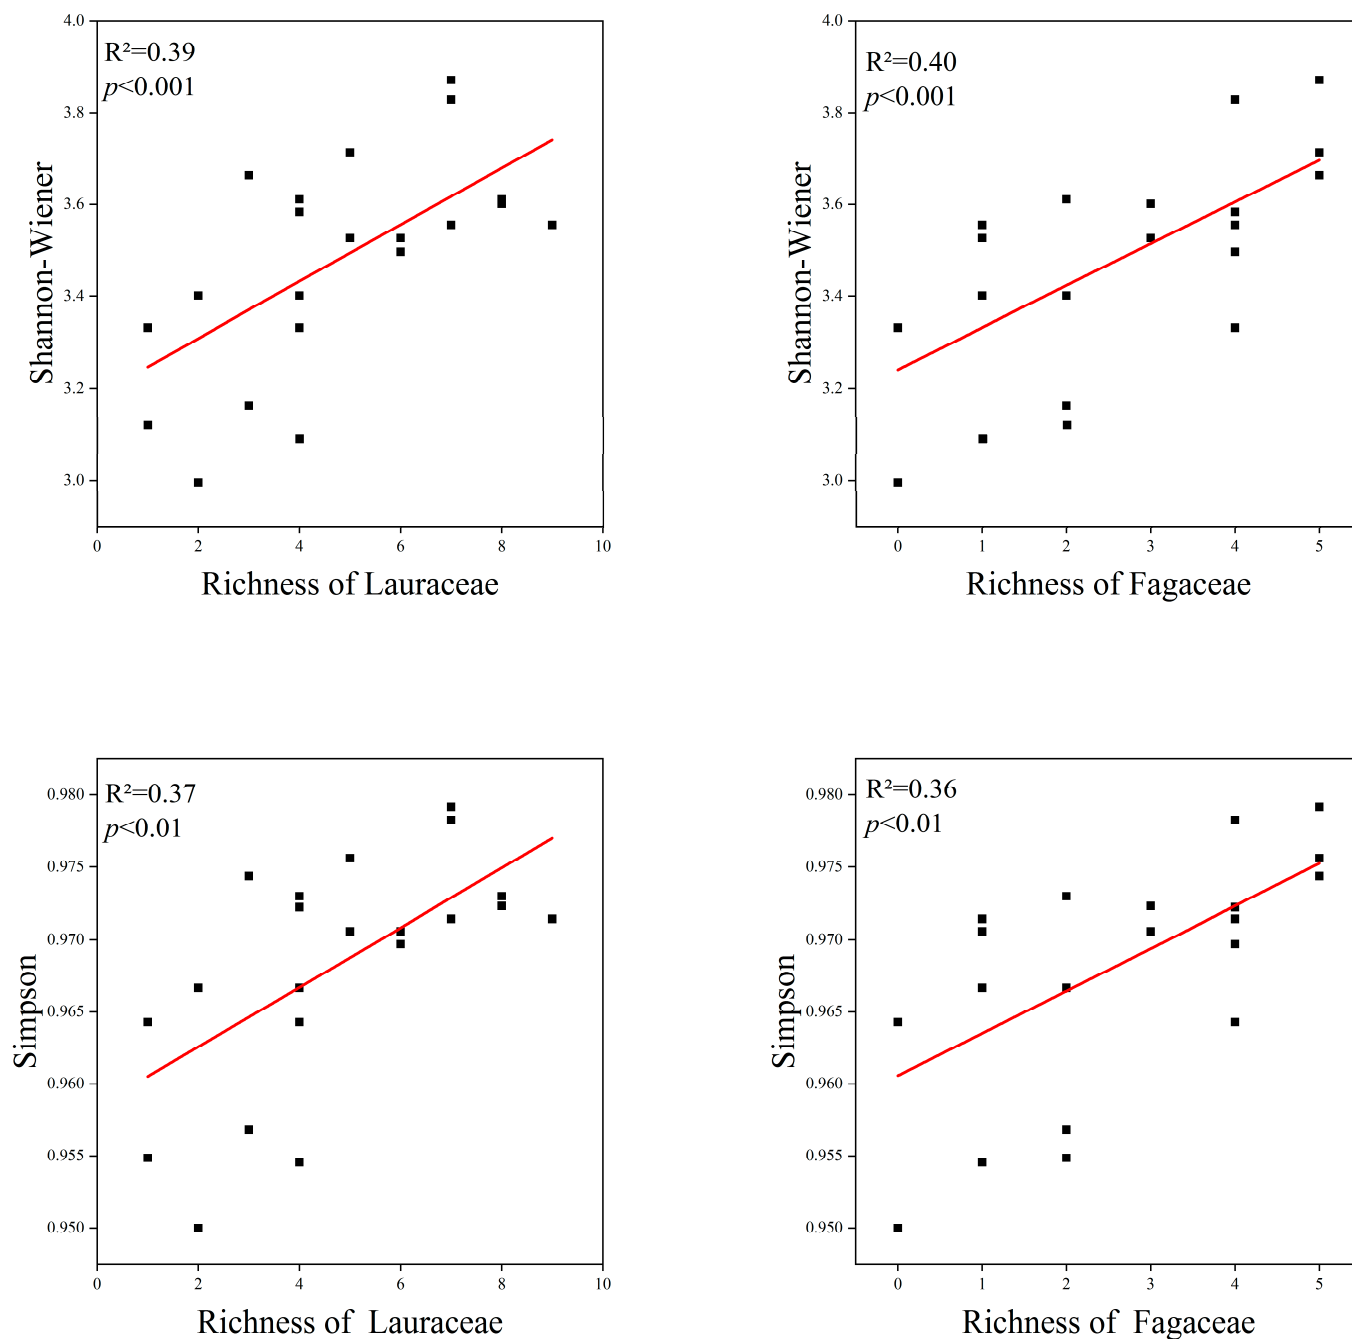 R²=0.39
p<0.001
4.0
3.8
3.6
3.4
3.2
3.0
Shannon-Wiener
0 2 4 6 8 10
Richness of Lauraceae
R²=0.40
p<0.001
4.0
3.8
3.6
3.4
3.2
3.0
Shannon-Wiener
0 1 2 3 4 5
Richness of Fagaceae
R²=0.37
p<0.01
0.980
0.975
0.970
0.965
0.960
0.955
0.950
Simpson
0 2 4 6 8 10
Richness of Lauraceae
R²=0.36
p<0.01
0.980
0.975
0.970
0.965
0.960
0.955
0.950
Simpson
0 1 2 3 4 5
Richness of Fagaceae